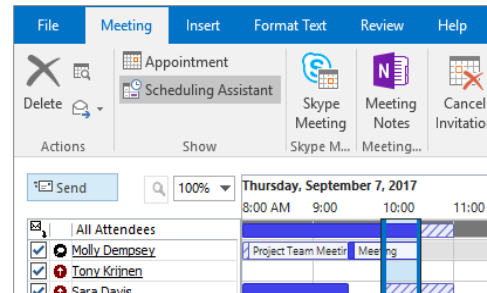 File Meeting Insert Format Text Review Help
Appointment
Scheduling Assistant
Delete
Skype Meeting
Meeting Notes
Cancel
Actions Show Skype M... Meeting...
Send 100% Thursday, September 7, 2017
8:00 AM 9:00 10:00 11:00
All Attendees
Molly Dempsey Project Team Meetin Meeting
Tony Krijnen
Sara Davis